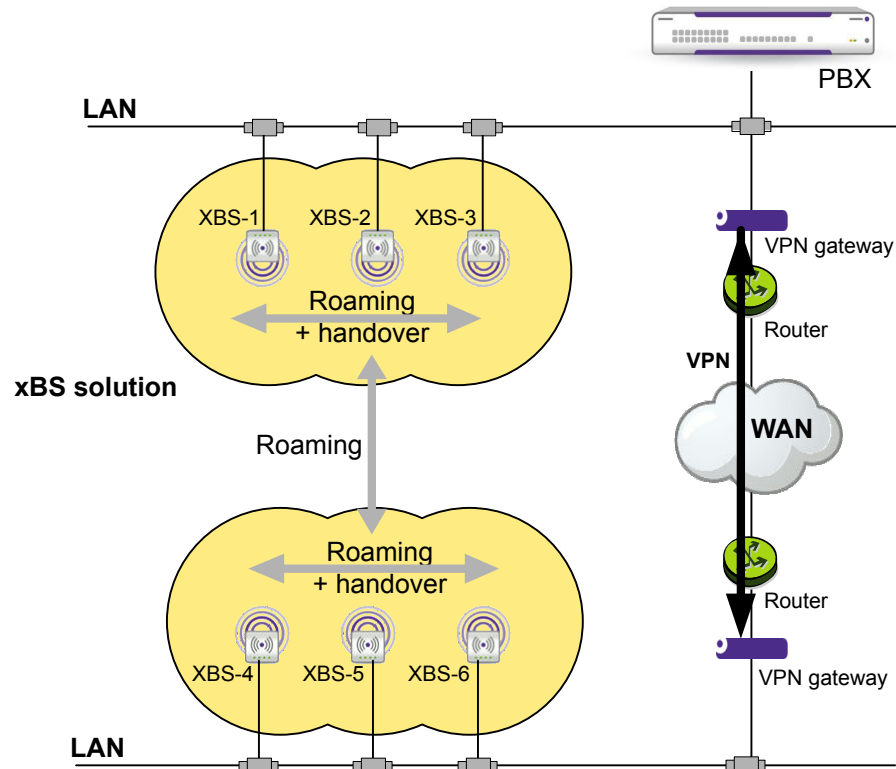 PBX
LAN
XBS-1
XBS-2
XBS-3
VPN gateway
Roaming
+ handover
Router
VPN
xBS solution
WAN
Roaming
Roaming
+ handover
Router
XBS-4
XBS-5
XBS-6
VPN gateway
LAN